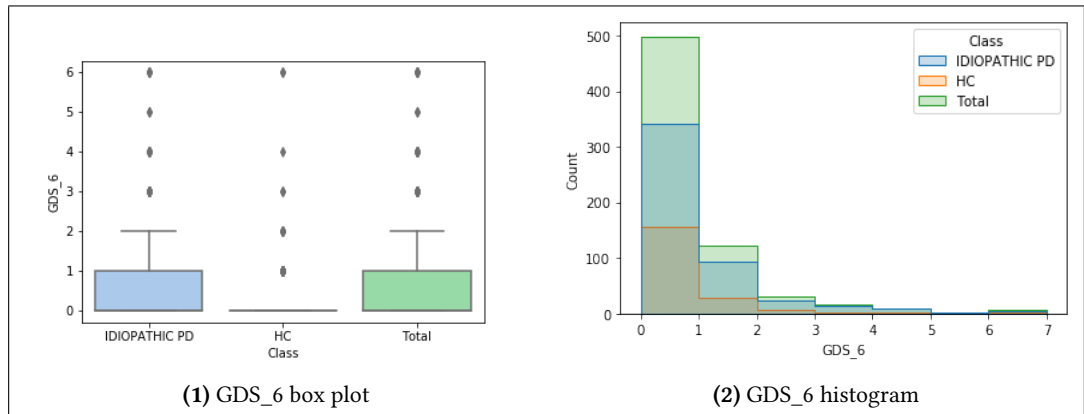 6
5
4
3
2
1
0
GDS_6
IDIOPATHIC PD
HC
Total
Class
(1) GDS_6 box plot
500
400
300
200
100
0
Count
Class
IDIOPATHIC PD
HC
Total
0 1 2 3 4 5 6 7
GDS_6
(2) GDS_6 histogram